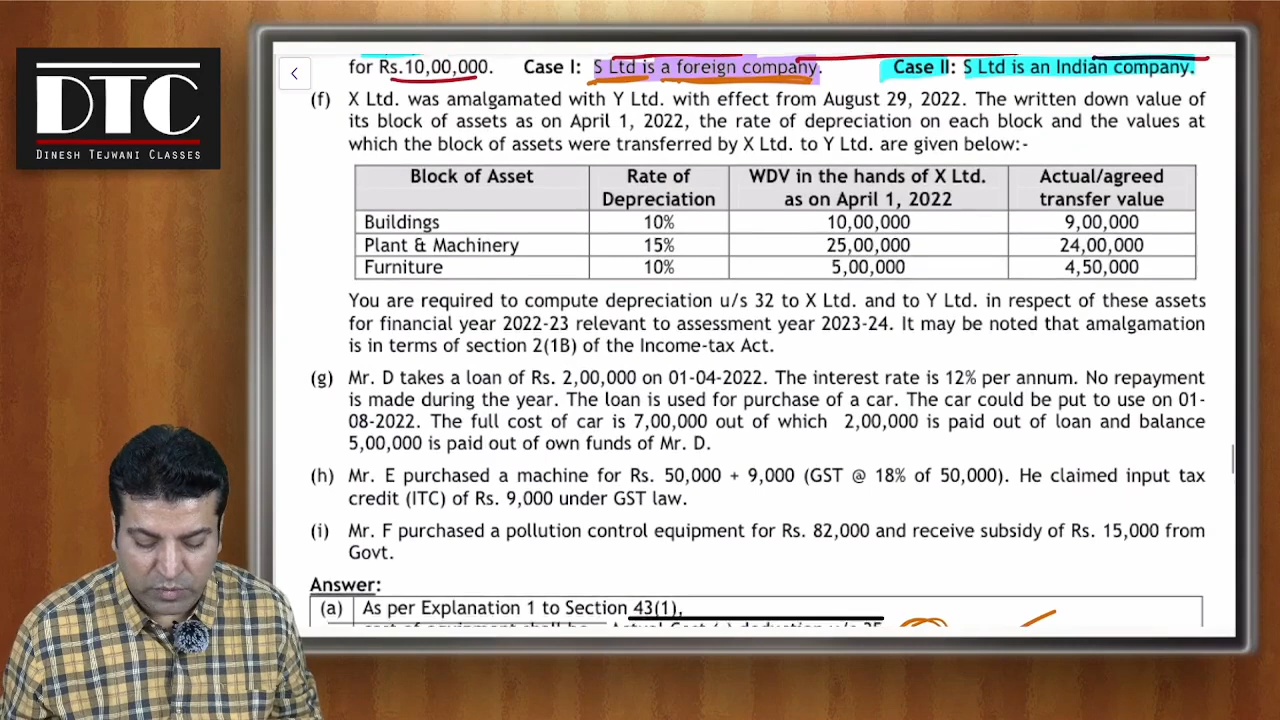 DTC
DINESH TEJWANI CLASSES
for Rs.10,00,000. Case I: S Ltd is a foreign company. Case II: S Ltd is an Indian company.
(f) X Ltd. was amalgamated with Y Ltd. with effect from August 29, 2022. The written down value of
its block of assets as on April 1, 2022, the rate of depreciation on each block and the values at
which the block of assets were transferred by X Ltd. to Y Ltd. are given below:-
Block of Asset Rate of Depreciation WDV in the hands of X Ltd. as on April 1, 2022 Actual/agreed transfer value
Buildings 10% 10,00,000 9,00,000
Plant & Machinery 15% 25,00,000 24,00,000
Furniture 10% 5,00,000 4,50,000
You are required to compute depreciation u/s 32 to X Ltd. and to Y Ltd. in respect of these assets
for financial year 2022-23 relevant to assessment year 2023-24. It may be noted that amalgamation
is in terms of section 2(1B) of the Income-tax Act.
(g) Mr. D takes a loan of Rs. 2,00,000 on 01-04-2022. The interest rate is 12% per annum. No repayment
is made during the year. The loan is used for purchase of a car. The car could be put to use on 01-
08-2022. The full cost of car is 7,00,000 out of which 2,00,000 is paid out of loan and balance
5,00,000 is paid out of own funds of Mr. D.
(h) Mr. E purchased a machine for Rs. 50,000 + 9,000 (GST @ 18% of 50,000). He claimed input tax
credit (ITC) of Rs. 9,000 under GST law.
(i) Mr. F purchased a pollution control equipment for Rs. 82,000 and receive subsidy of Rs. 15,000 from
Govt.
Answer:
(a) As per Explanation 1 to Section 43(1),